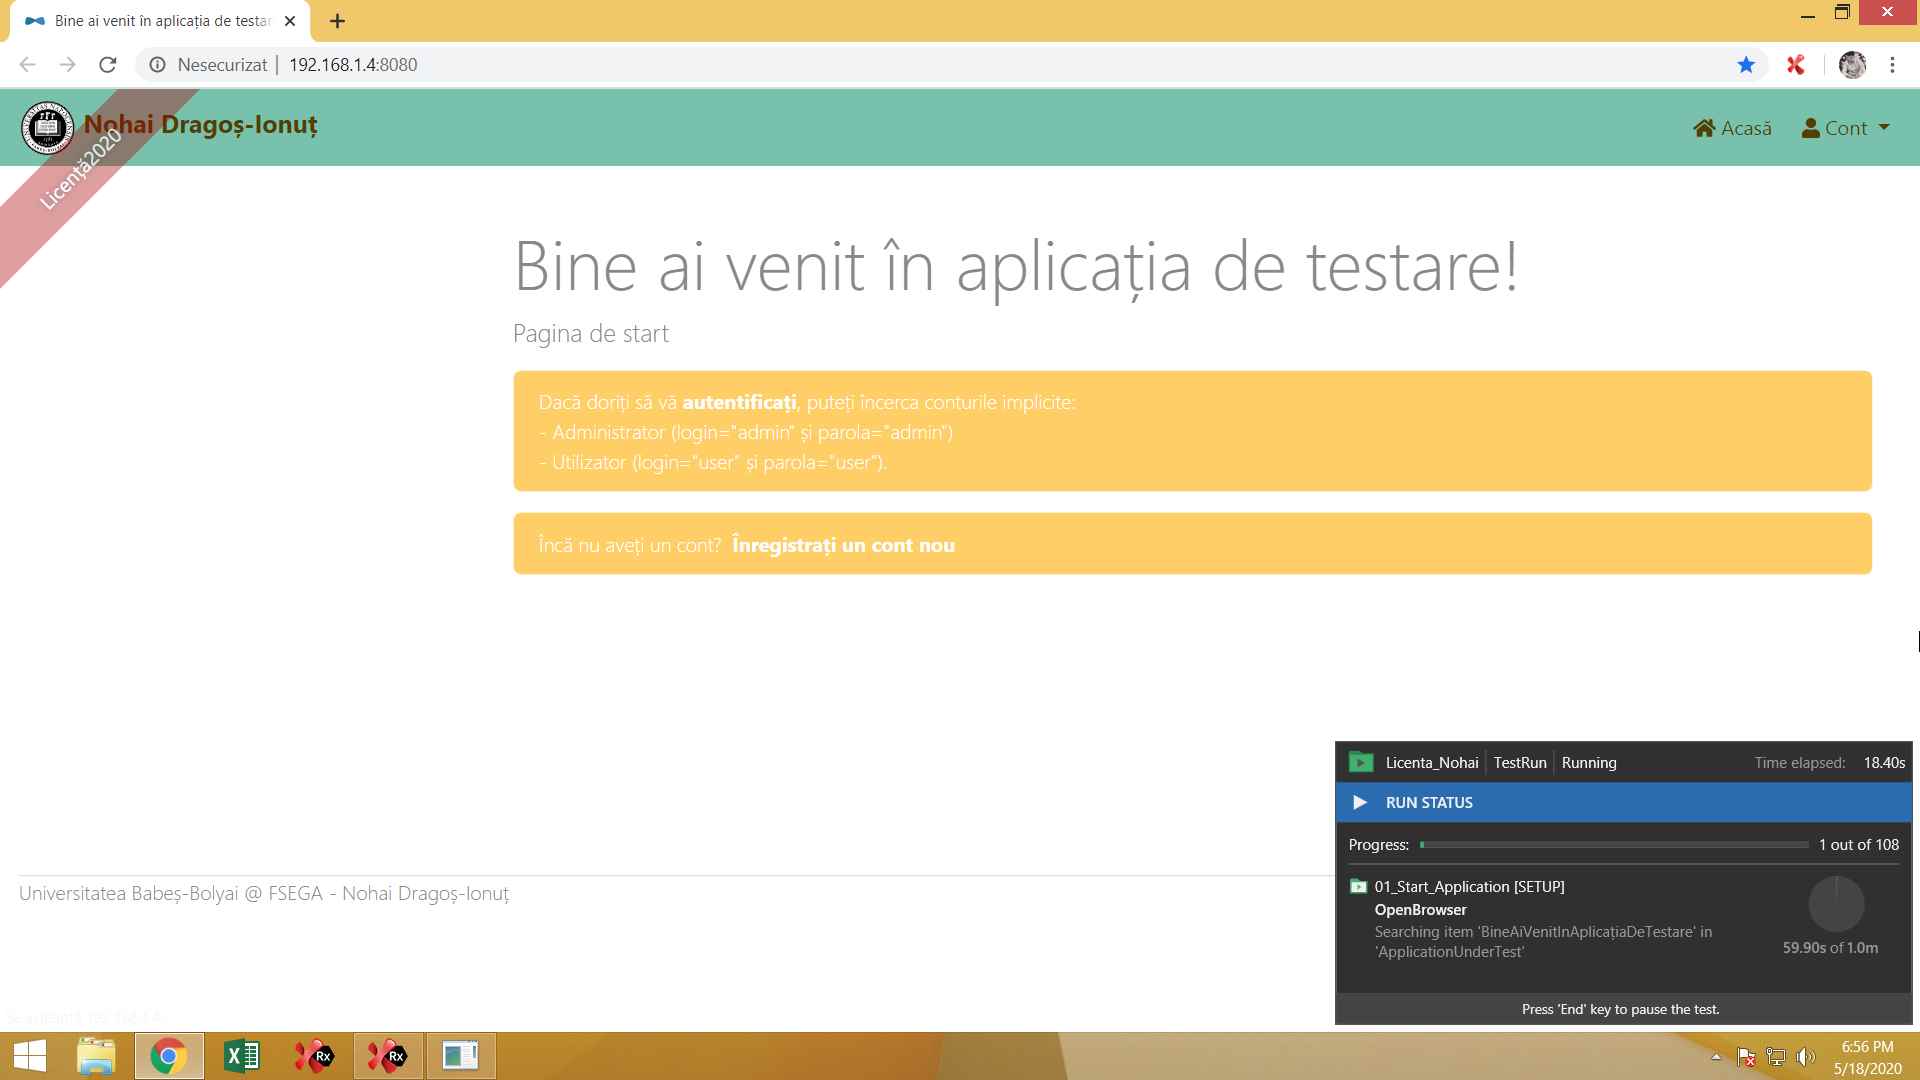 Bine ai venit în aplicația de testar
Nesecurizat
192.168.1.4:8080
Nohai Dragoș-Ionuț
Acasă
Cont
Licență2020
Bine ai venit în aplicația de testare!
Pagina de start
Dacă doriți să vă autentificați, puteți încerca conturile implicite:
- Administrator (login="admin" și parola="admin")
- Utilizator (login="user" și parola="user").
Încă nu aveți un cont? Înregistrați un cont nou
Universitatea Babeș-Bolyai @ FSEGA - Nohai Dragoș-Ionuț
Licenta_Nohai
TestRun
Running
Time elapsed: 18.40s
RUN STATUS
Progress:
1 out of 108
01_Start_Application [SETUP]
OpenBrowser
Searching item 'BineAiVenitInAplicațiaDeTestare' in
'ApplicationUnderTest'
59.90s of 1.0m
Press 'End' key to pause the test.
Rx
Rx
6:56 PM
5/18/2020